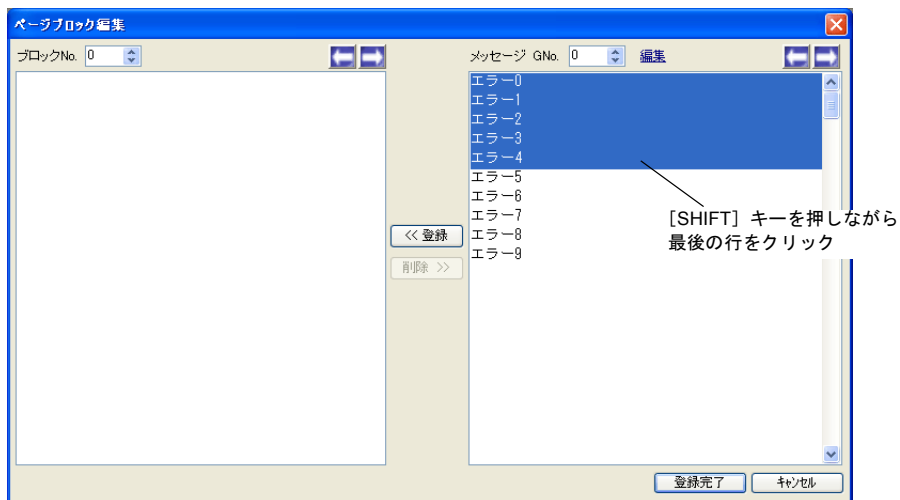 ページブロック編集
ブロックNo. 0
メッセージ GNo. 0 編集
エラー0
エラー1
エラー2
エラー3
エラー4
エラー5
エラー6
エラー7
エラー8
エラー9
<< 登録
削除 >>
[SHIFT] キーを押しながら
最後の行をクリック
登録完了
キャンセル